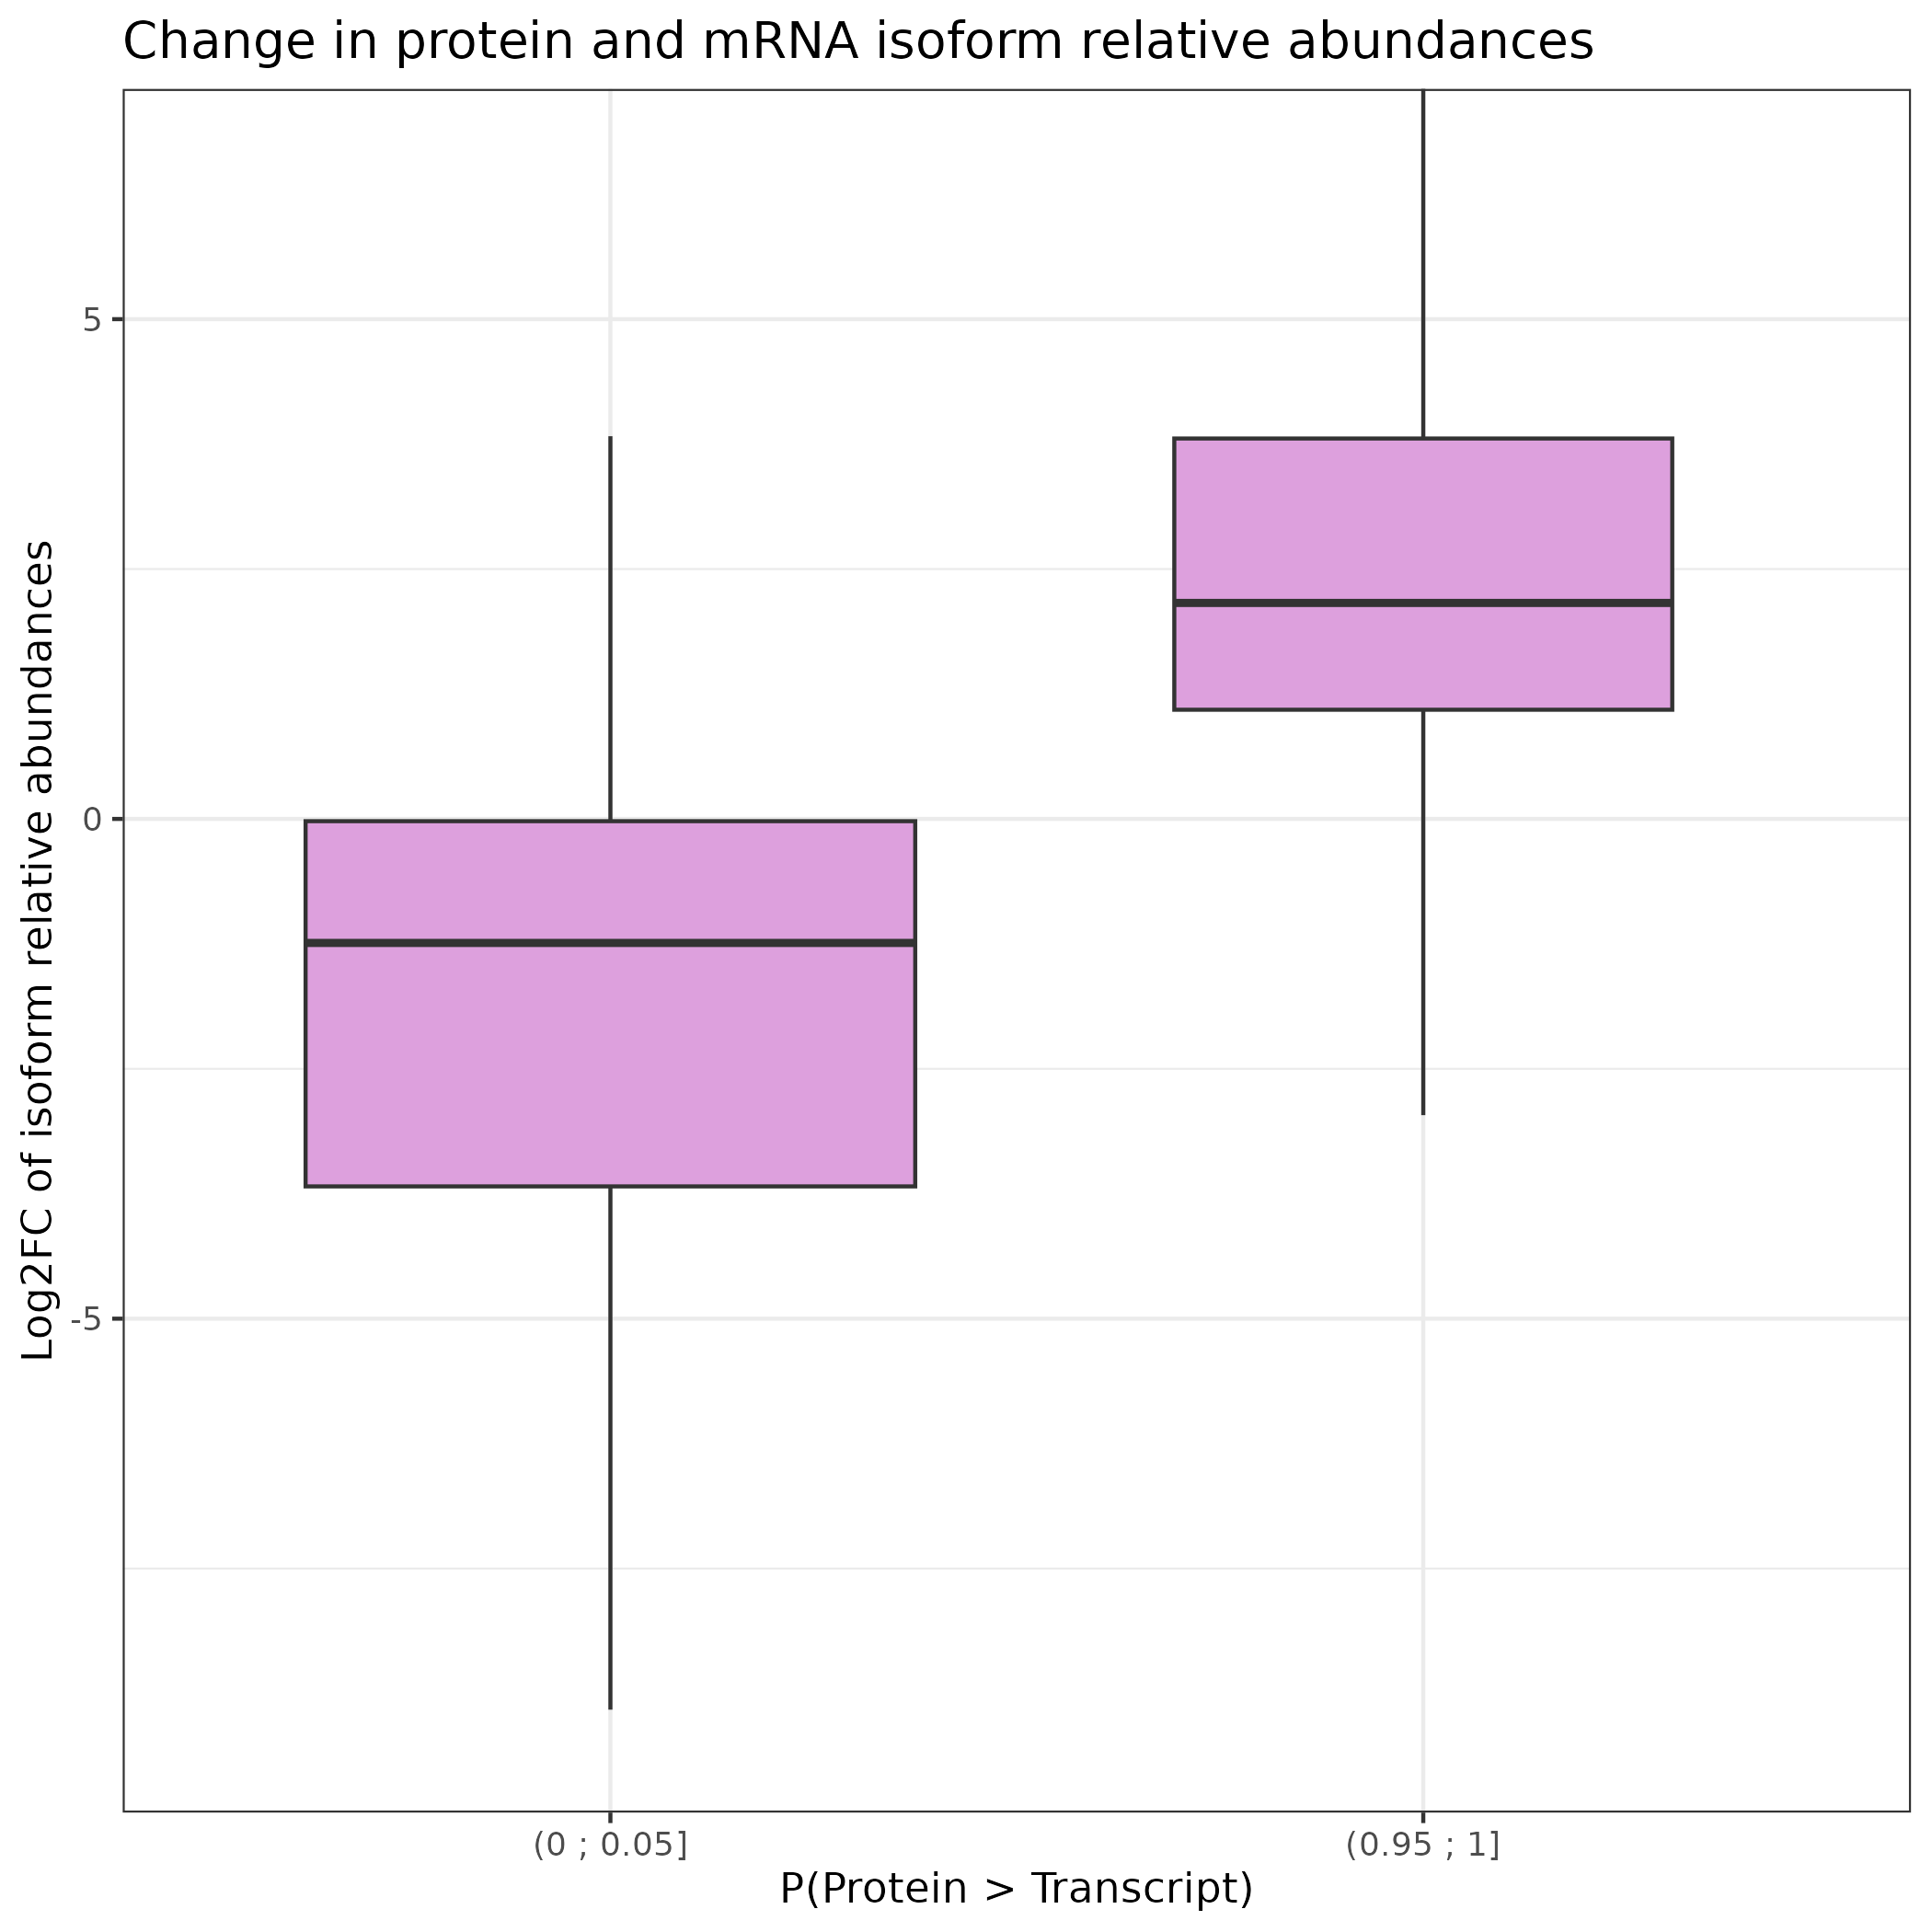 Change in protein and mRNA isoform relative abundances
Log2FC of isoform relative abundances
5
0
-5
(0 ; 0.05]
(0.95 ; 1]
P(Protein > Transcript)